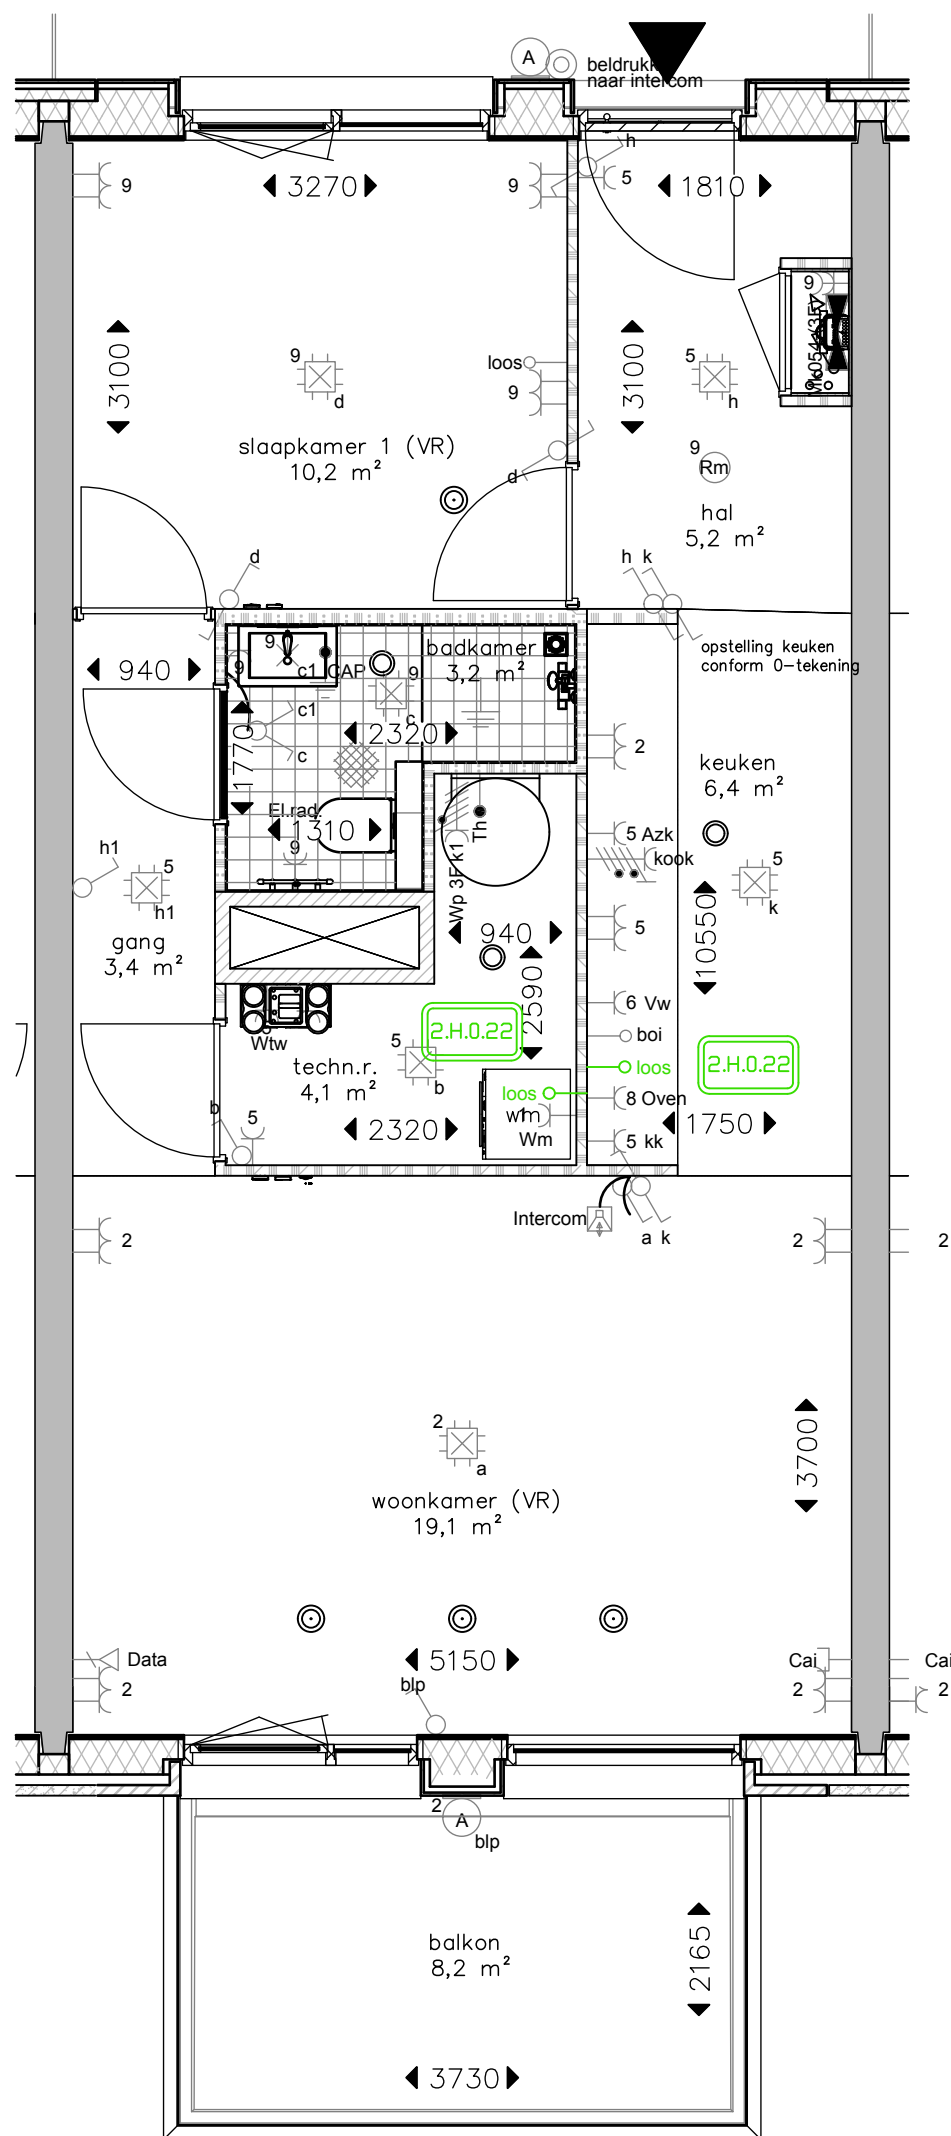 A
beldrukk
naar intercom
h
9
3270
9
5
1810
9
3100
9
d
loos
9
3100
5
h
slaapkamer 1 (VR)
10,2 m²
d
9
Rm
hal
5,2 m²
d
h k
940
9
9
c1
CAP
badkamer
3,2 m²
9
c
opstelling keuken
conform 0-tekening
c1
c
1770
2320
2
keuken
6,4 m²
El.rad
1310
9
Th
Wp 3F k1
5 Azk
kook
h1
5
h1
5
k
gang
3,4 m²
940
5
10550
2590
Wtw
techn.r.
4,1 m²
5
b
2.H.0.22
6 Vw
boi
loos
2.H.0.22
loos
wm
Wm
8 Oven
b
5
2320
5 kk
1750
Intercom
a k
2
2
2
2
a
3700
woonkamer (VR)
19,1 m²
Data
2
5150
blp
Cai
2
Cai
2
2
A
blp
balkon
8,2 m²
2165
3730